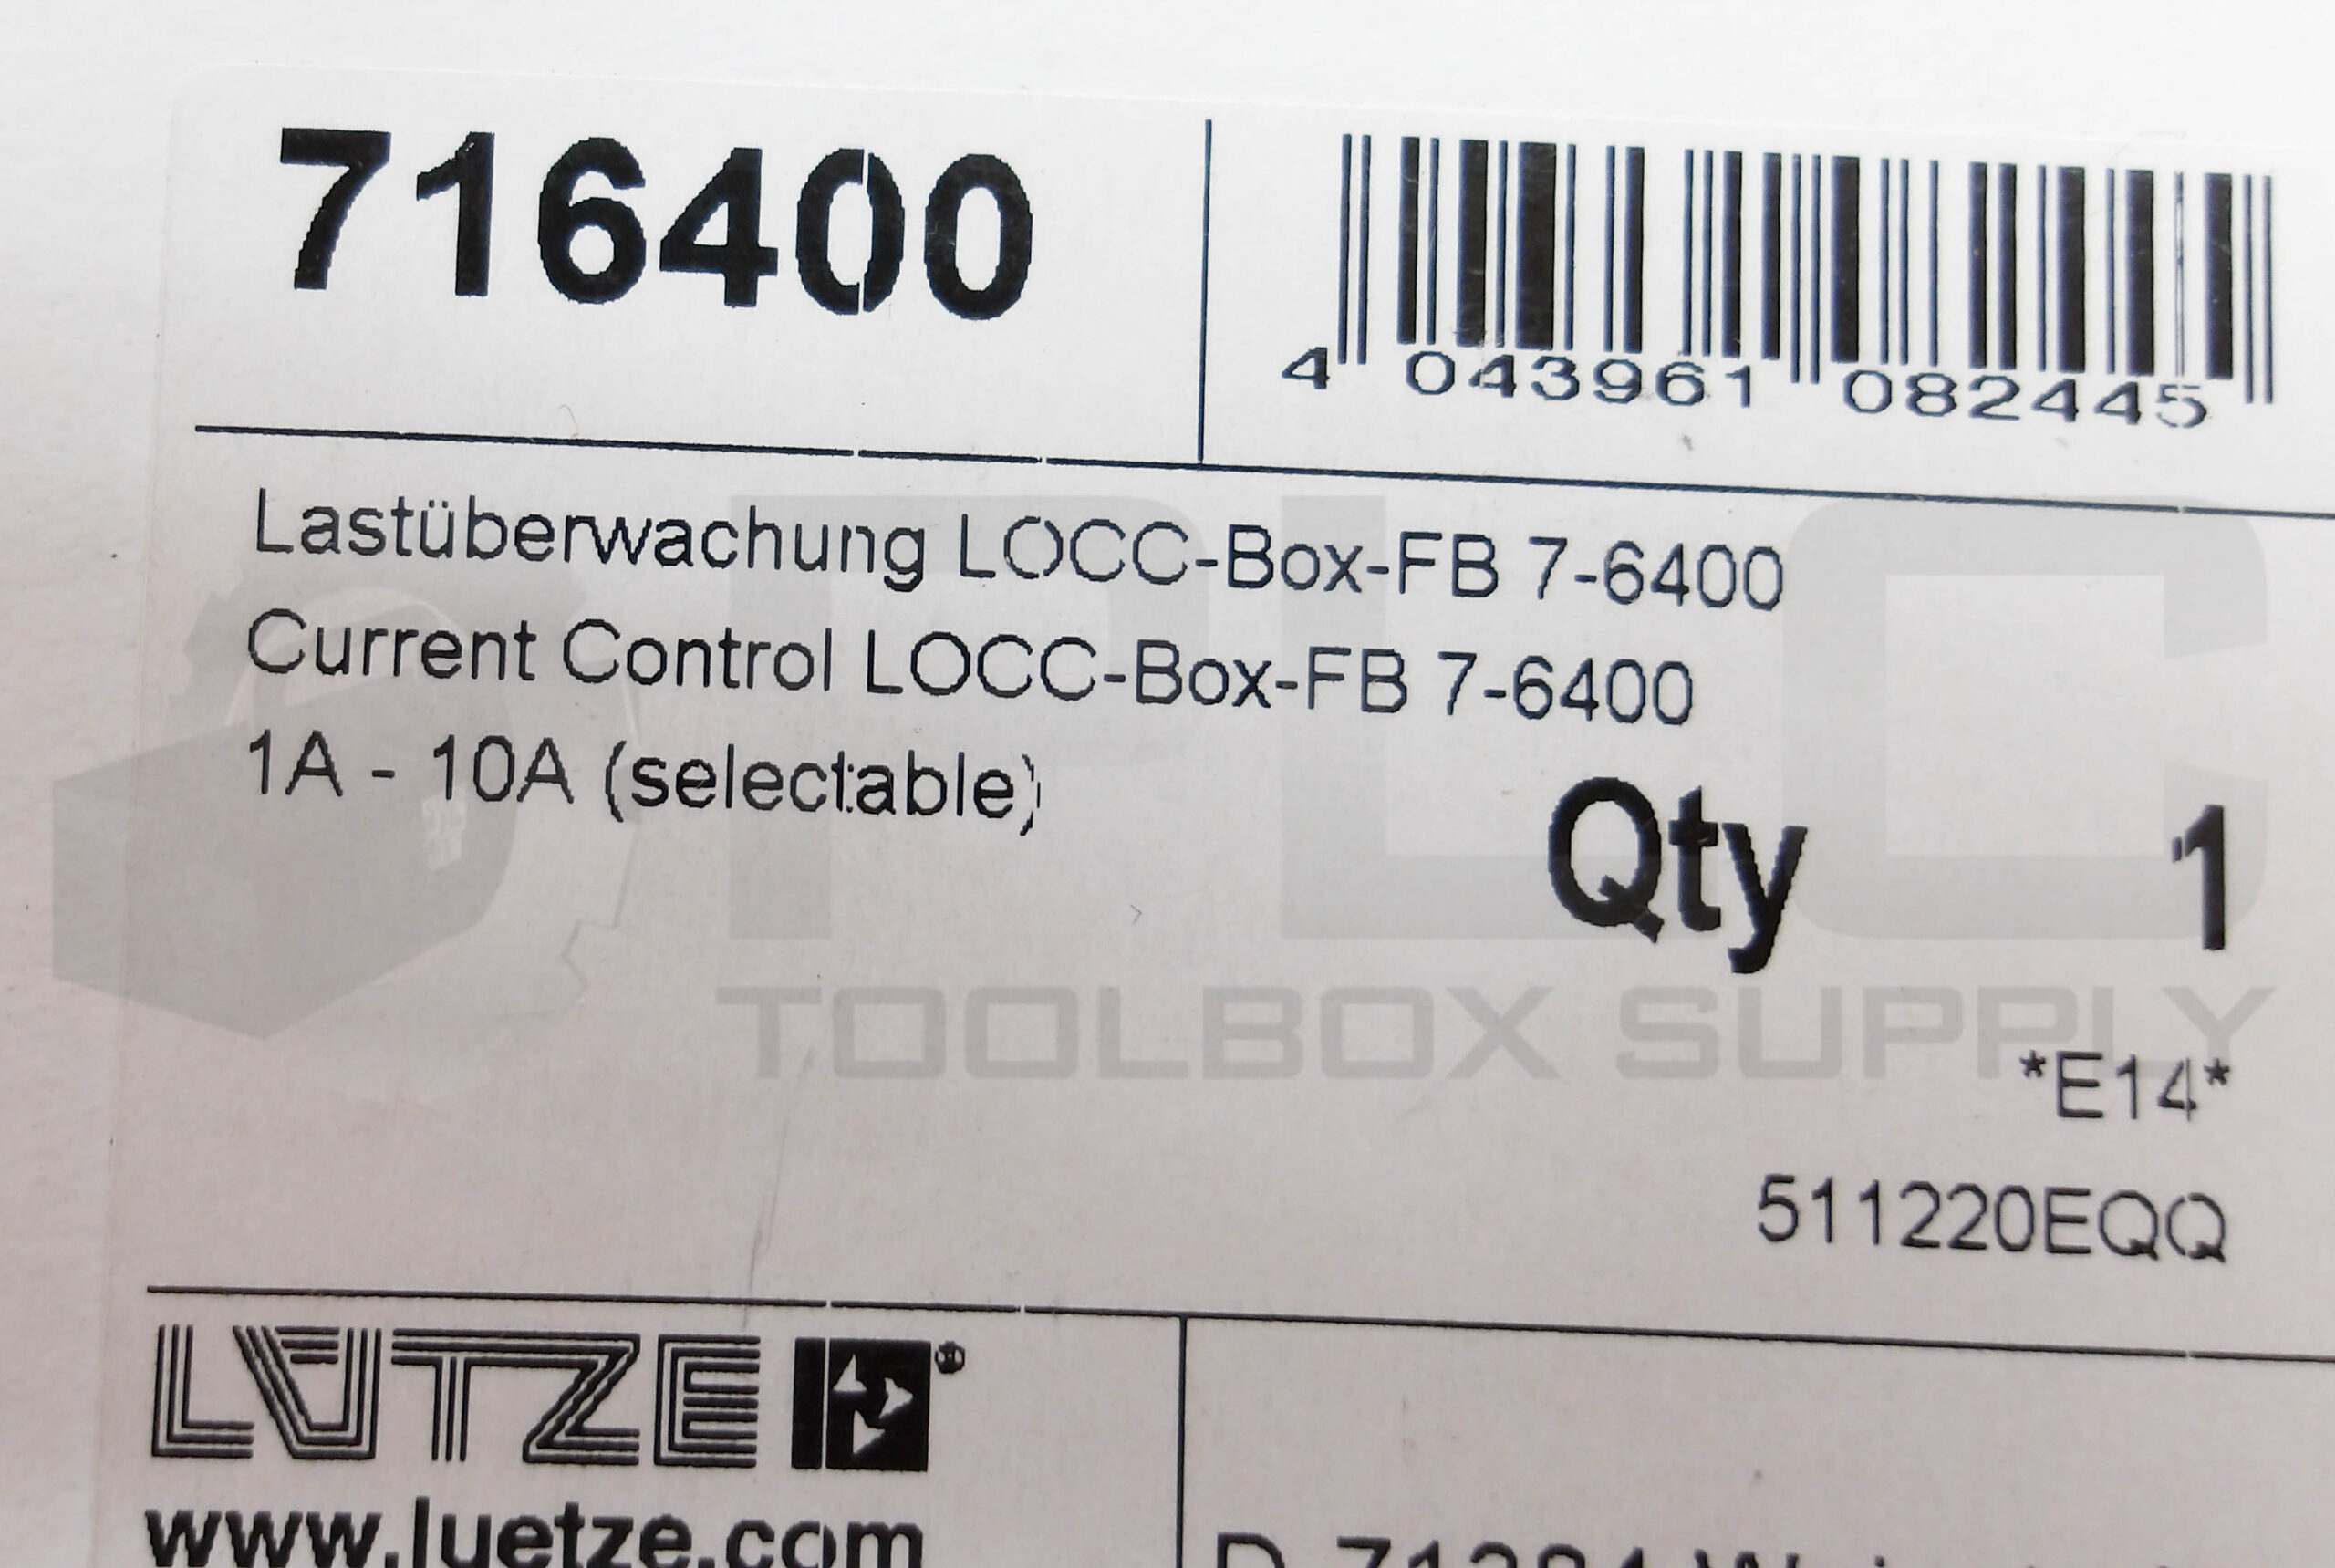 716400
4 043961 082445
Lastüberwachung LOCC-Box-FB 7-6400
Current Control LOCC-Box-FB 7-6400
1A - 10A (selectable)
Qty 1
PLC
TOOLBOX SUPPLY
*E14*
511220EQQ
LÜTZE
www.luetze.com